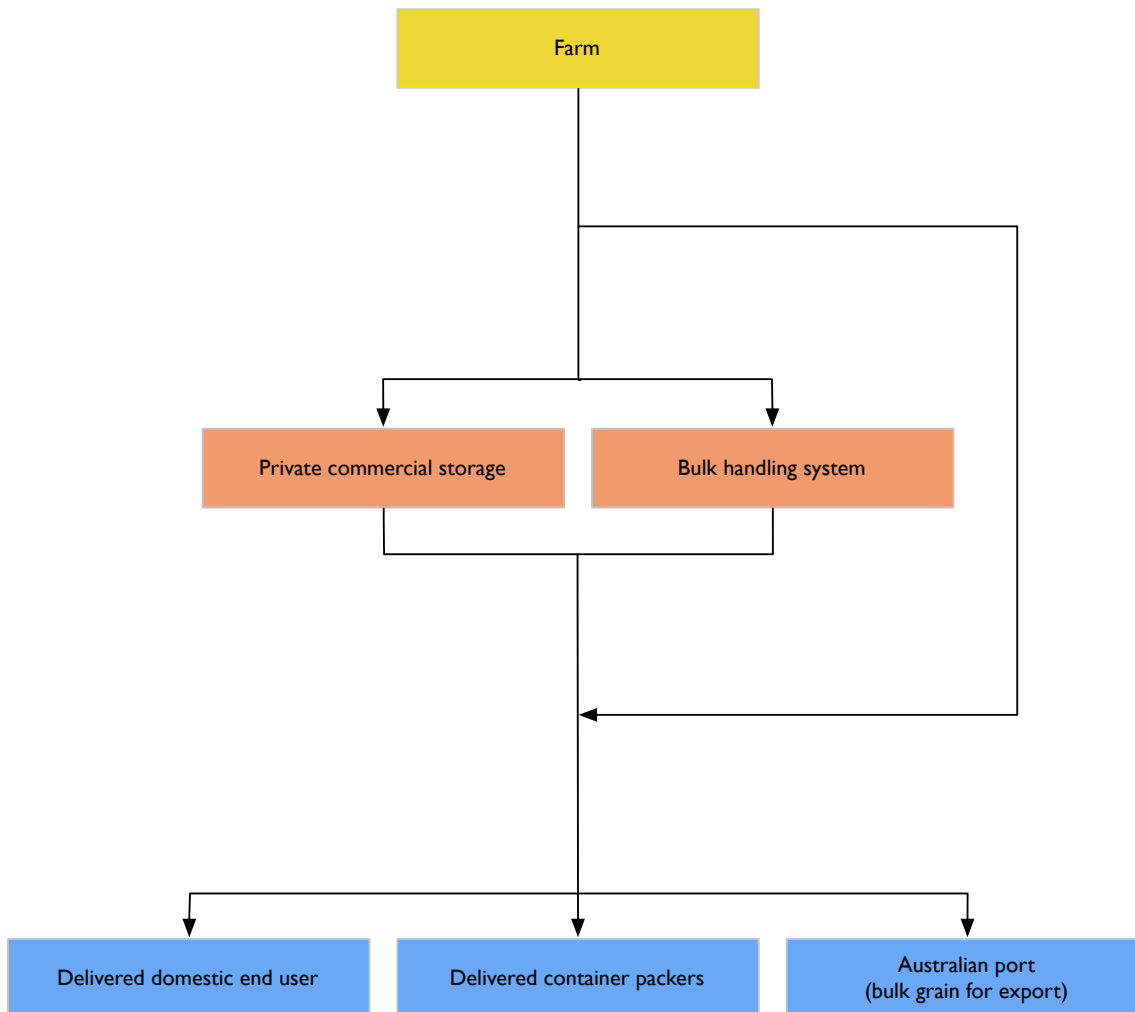 Farm
Private commercial storage
Bulk handling system
Delivered domestic end user
Delivered container packers
Australian port
(bulk grain for export)